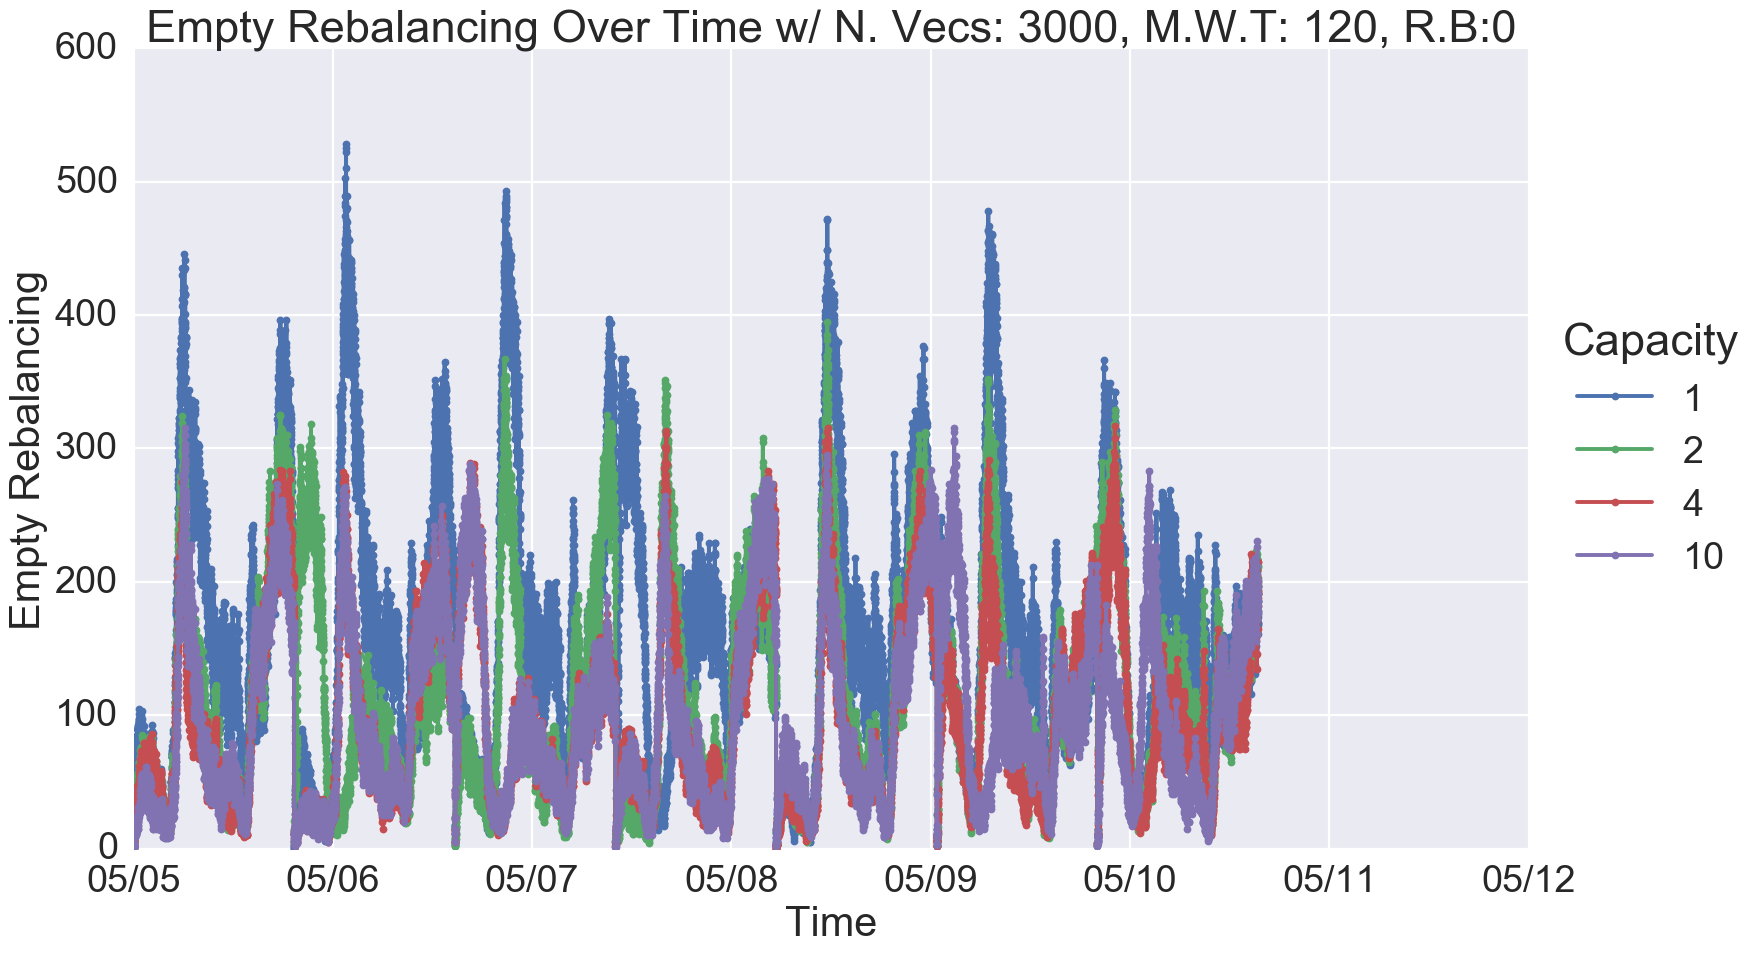 Empty Rebalancing Over Time w/ N. Vecs: 3000, M.W.T: 120, R.B:0
600
500
400
300
200
100
0
Empty Rebalancing
05/05 05/06 05/07 05/08 05/09 05/10 05/11 05/12
Time
Capacity
1
2
4
10